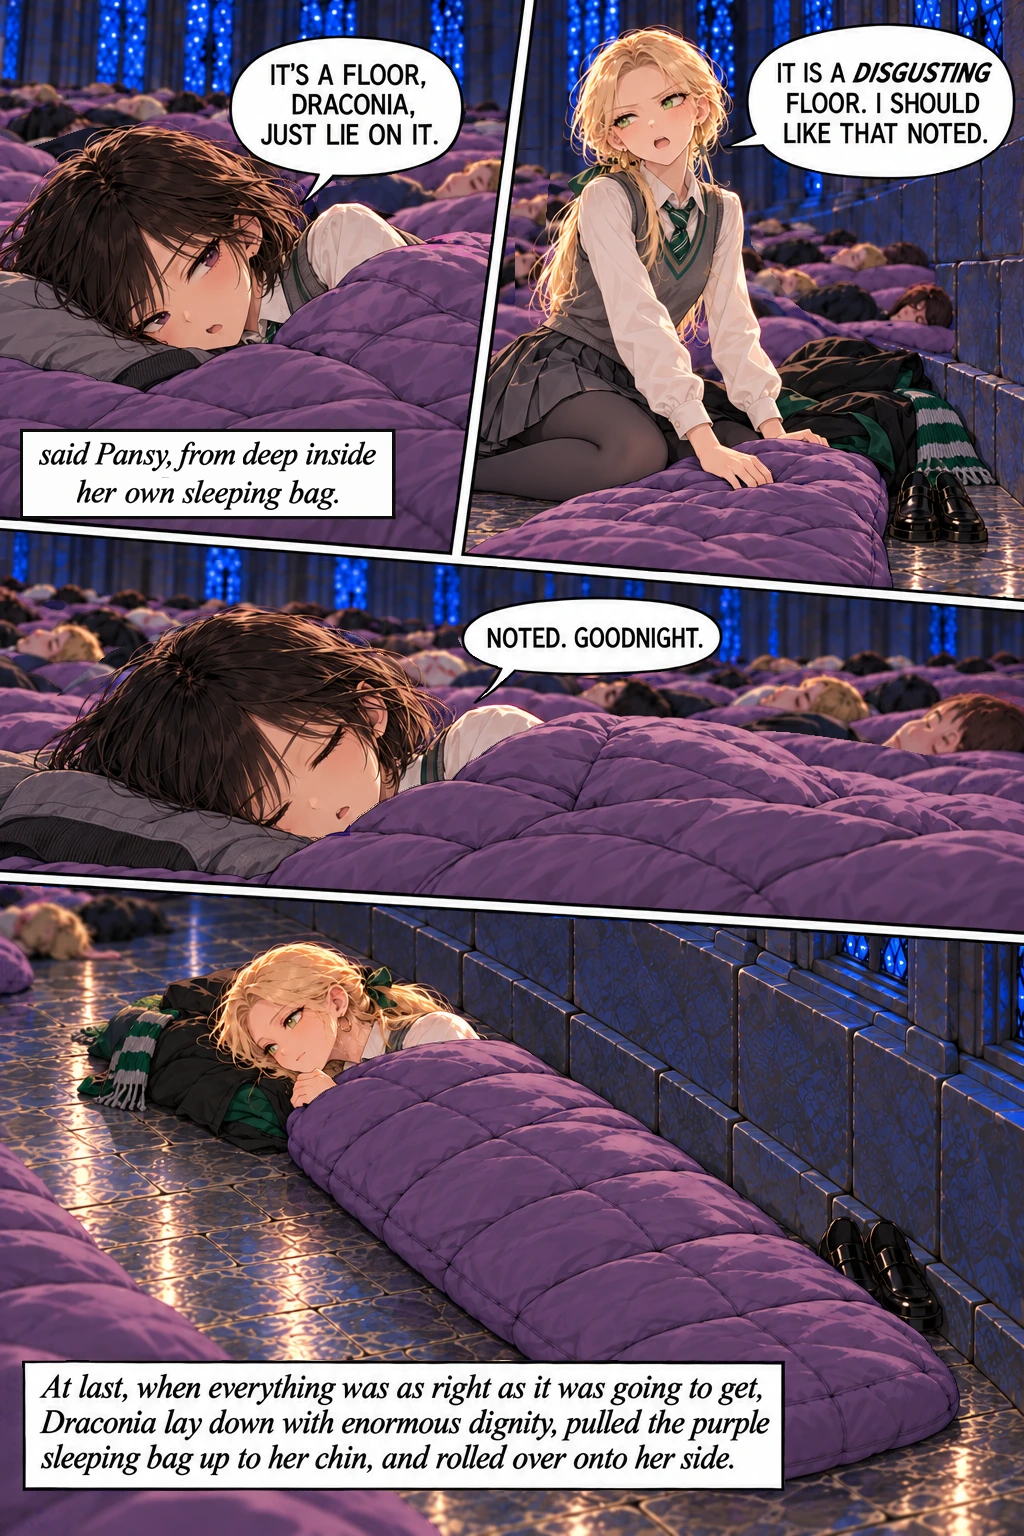 IT'S A FLOOR,
DRACONIA,
JUST LIE ON IT.
said Pansy, from deep inside
her own sleeping bag.
IT IS A DISGUSTING
FLOOR. I SHOULD
LIKE THAT NOTED.
NOTED. GOODNIGHT.
At last, when everything was as right as it was going to get,
Draconia lay down with enormous dignity, pulled the purple
sleeping bag up to her chin, and rolled over onto her side.